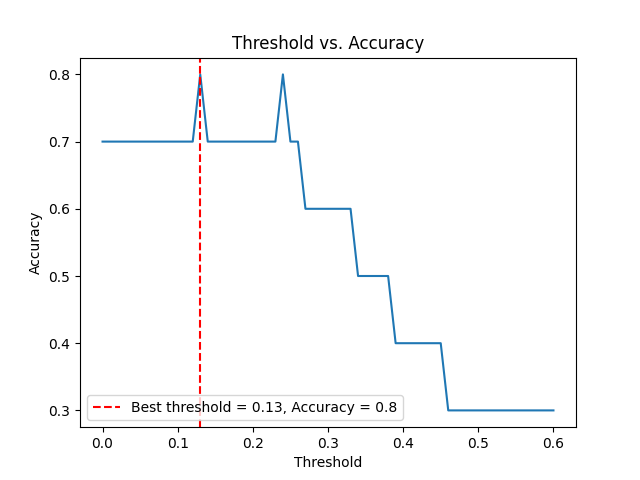 Threshold vs. Accuracy
0.8
0.7
0.6
0.5
0.4
0.3
Accuracy
Best threshold = 0.13, Accuracy = 0.8
0.0 0.1 0.2 0.3 0.4 0.5 0.6
Threshold